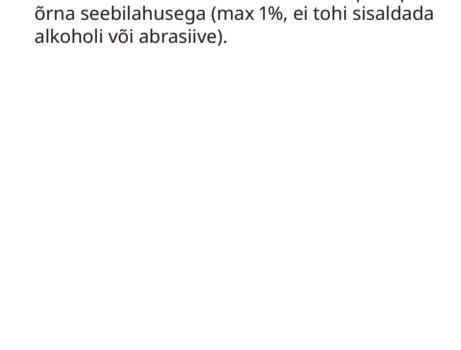 õrna seebilahusega (max 1%, ei tohi sisaldada
alkoholi või abrasiive).